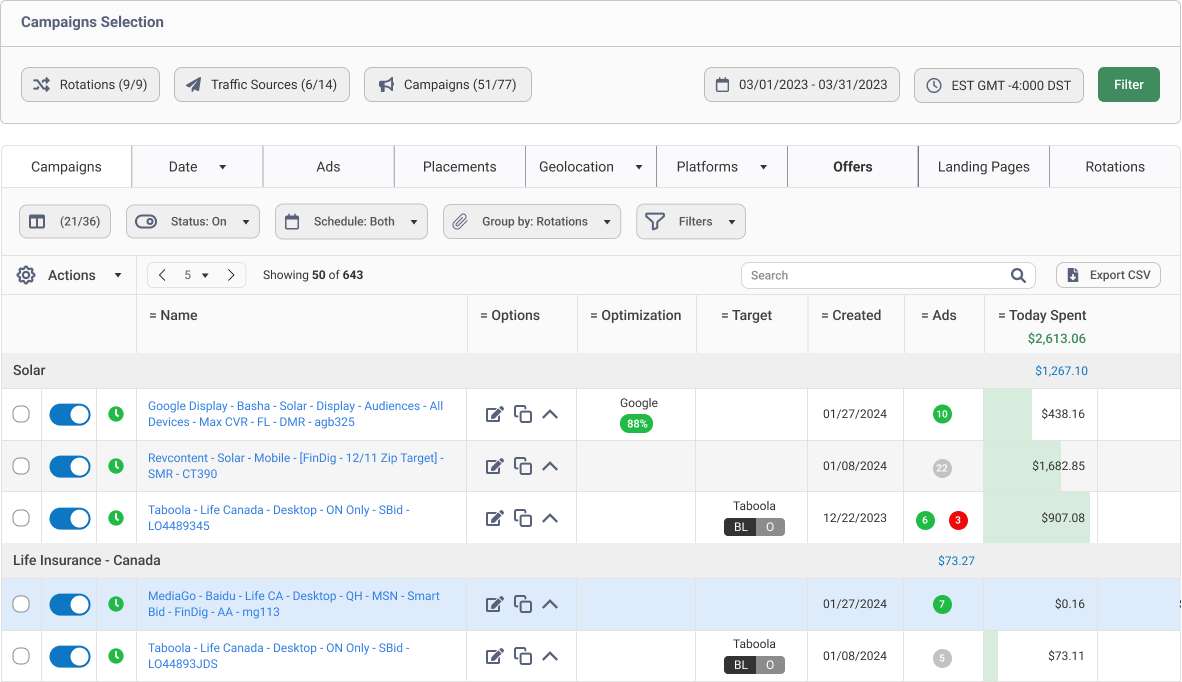 Campaigns Selection
Rotations (9/9)
Traffic Sources (6/14)
Campaigns (51/77)
03/01/2023 - 03/31/2023
EST GMT -4:000 DST
Filter
Campaigns
Date
Ads
Placements
Geolocation
Platforms
Offers
Landing Pages
Rotations
(21/36)
Status: On
Schedule: Both
Group by: Rotations
Filters
Actions
5
Showing 50 of 643
Search
Export CSV
= Name
= Options
= Optimization
= Target
= Created
= Ads
= Today Spent
$2,613.06
Solar
$1,267.10
Google Display - Basha - Solar - Display - Audiences - All
Devices - Max CVR - FL - DMR - agb325
Google
88%
01/27/2024
10
$438.16
Revcontent - Solar - Mobile - [FinDig - 12/11 Zip Target] -
SMR - CT390
01/08/2024
22
$1,682.85
Taboola - Life Canada - Desktop - ON Only - SBid -
LO4489345
Taboola
BL O
12/22/2023
6
3
$907.08
Life Insurance - Canada
$73.27
MediaGo - Baidu - Life CA - Desktop - QH - MSN - Smart
Bid - FinDig - AA - mg113
01/27/2024
7
$0.16
Taboola - Life Canada - Desktop - ON Only - SBid -
LO44893JDS
Taboola
BL O
01/08/2024
5
$73.11